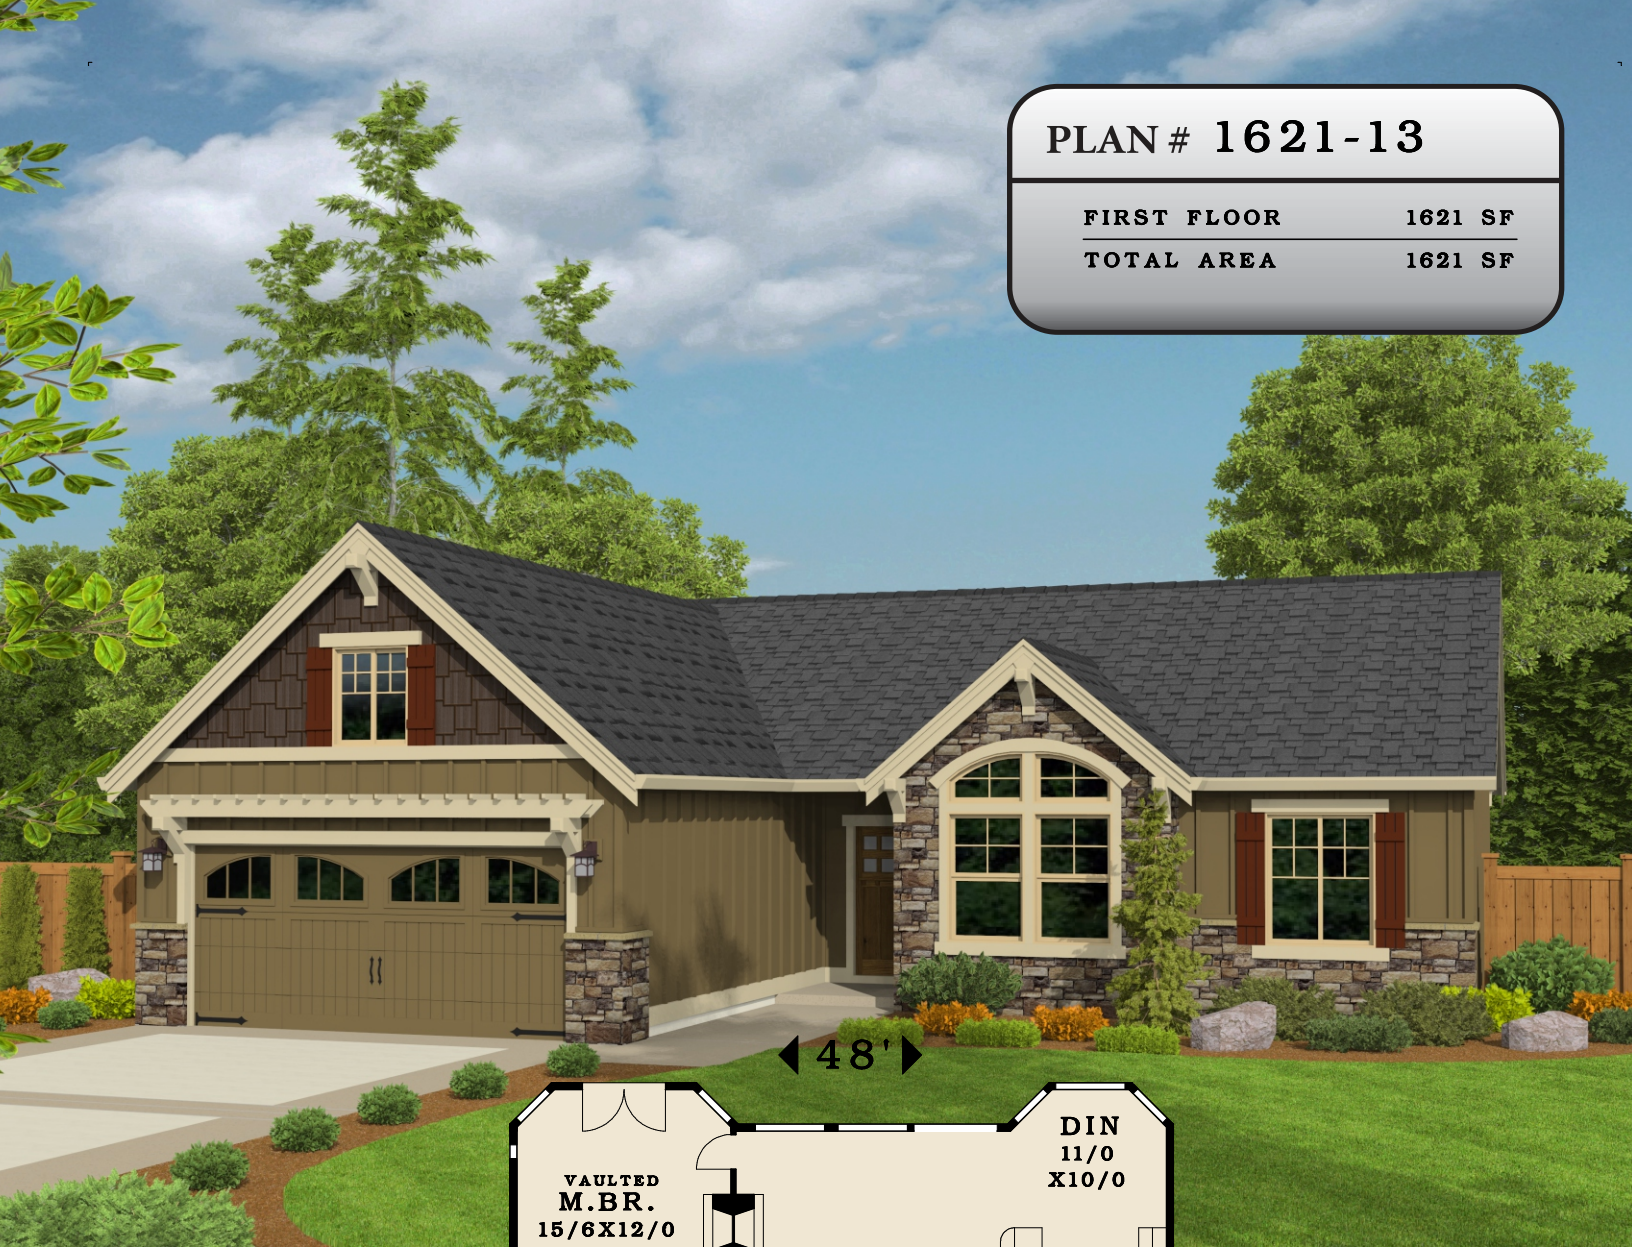 PLAN # 1621-13
FIRST FLOOR 1621 SF
TOTAL AREA 1621 SF
48'
DIN
11/0
X10/0
VAULTED
M.BR.
15/6X12/0